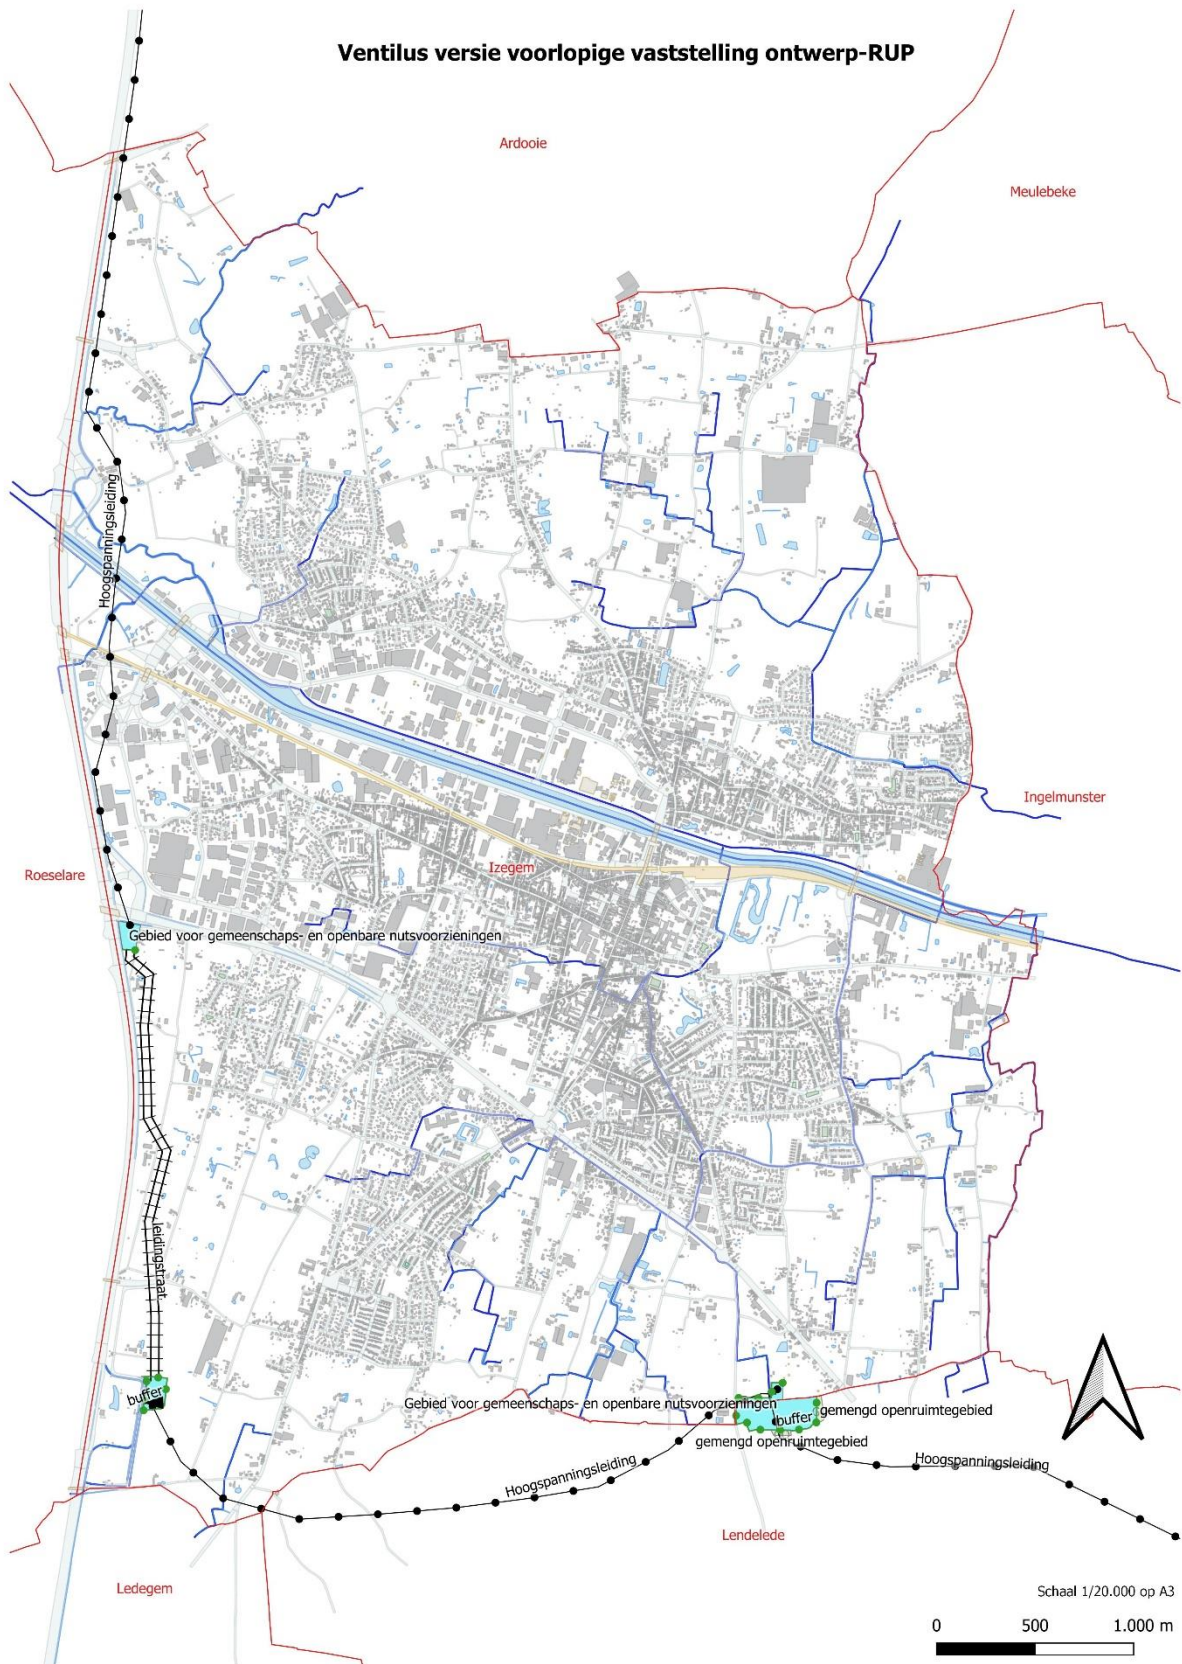 Ventilus versie voorlopige vaststelling ontwerp-RUP
Ardooie
Meulebeke
Hoogspanningsleiding
Ingelmunster
Izegem
Roeselare
Gebied voor gemeenschaps- en openbare nutsvoorzieningen
leidingstraat
buffer
Gebied voor gemeenschaps- en openbare nutsvoorzieningen
gemengd openruimtegebied
buffer
gemengd openruimtegebied
Hoogspanningsleiding
Hoogspanningsleiding
Lendelede
Ledegem
Schaal 1/20.000 op A3
0 500 1.000 m